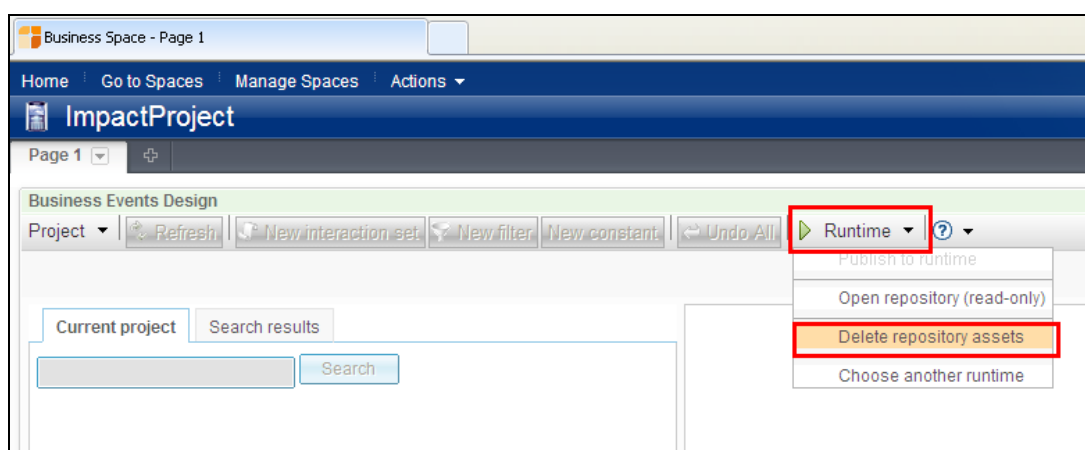 Business Space - Page 1
Home Go to Spaces Manage Spaces Actions
ImpactProject
Page 1
Business Events Design
Project Refresh New interaction set New filter New constant Undo All Runtime ?
Publish to runtime
Open repository (read-only)
Current project Search results
Delete repository assets
Search
Choose another runtime